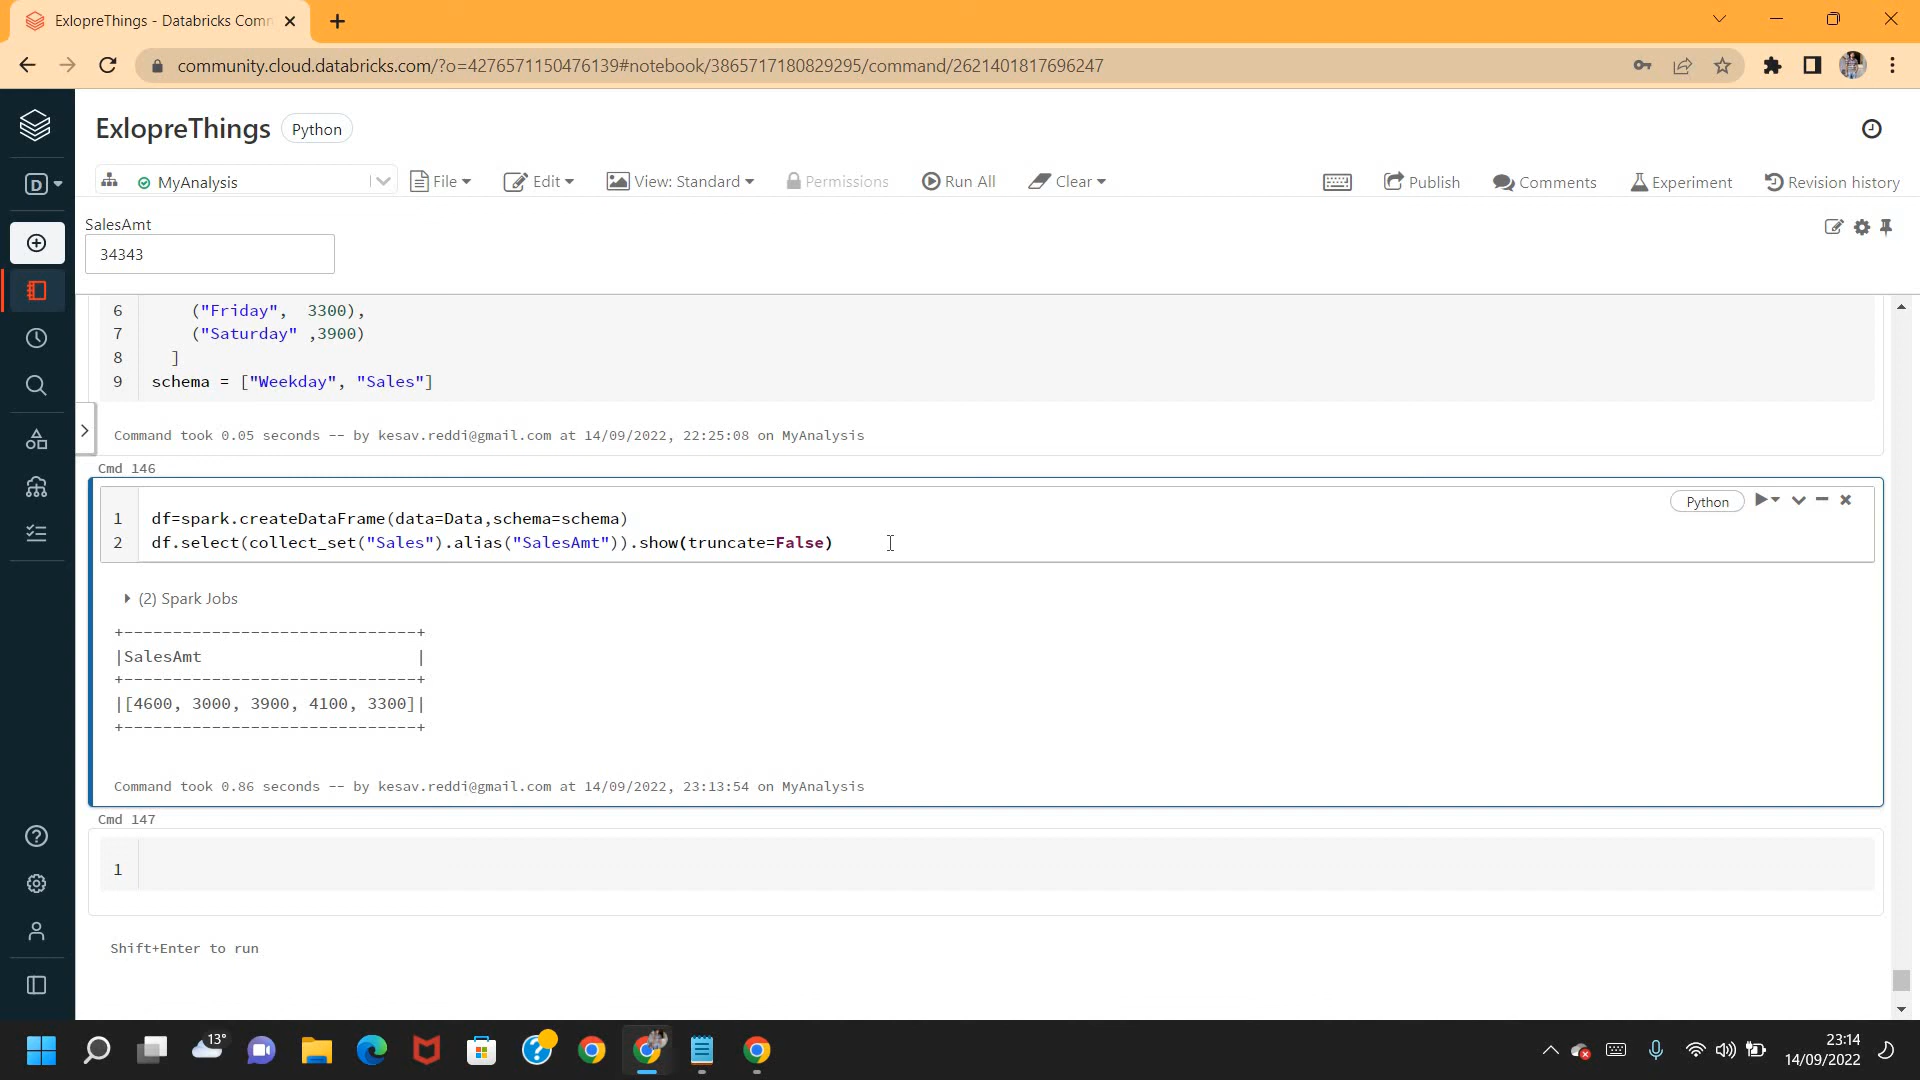 ExlopreThings - Databricks Com
community.cloud.databricks.com/?o=4276571150476139#notebook/3865717180829295/command/2621401817696247
ExlopreThings Python
MyAnalysis File Edit View: Standard Permissions Run All Clear Publish Comments Experiment Revision history
D
SalesAmt
34343
6 ("Friday", 3300),
7 ("Saturday" ,3900)
8 ]
9 schema = ["Weekday", "Sales"]
Command took 0.05 seconds -- by kesav.reddi@gmail.com at 14/09/2022, 22:25:08 on MyAnalysis
Cmd 146
Python
1 df=spark.createDataFrame(data=Data,schema=schema)
2 df.select(collect_set("Sales").alias("SalesAmt")).show(truncate=False)
(2) Spark Jobs
+------------------------------+
|SalesAmt                      |
+------------------------------+
|[4600, 3000, 3900, 4100, 3300]|
+------------------------------+
Command took 0.86 seconds -- by kesav.reddi@gmail.com at 14/09/2022, 23:13:54 on MyAnalysis
Cmd 147
1
Shift+Enter to run
13°
23:14
14/09/2022